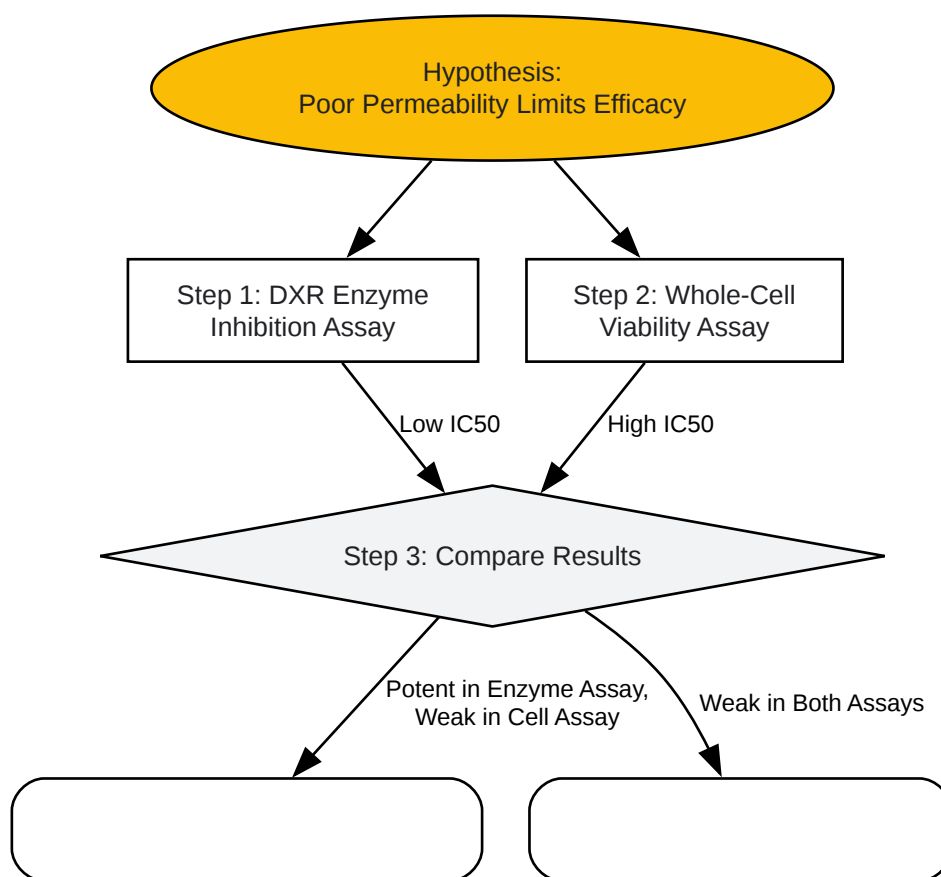 Hypothesis:
Poor Permeability Limits Efficacy
Step 1: DXR Enzyme
Inhibition Assay
Step 2: Whole-Cell
Viability Assay
Low IC50
High IC50
Step 3: Compare Results
Potent in Enzyme Assay,
Weak in Cell Assay
Weak in Both Assays